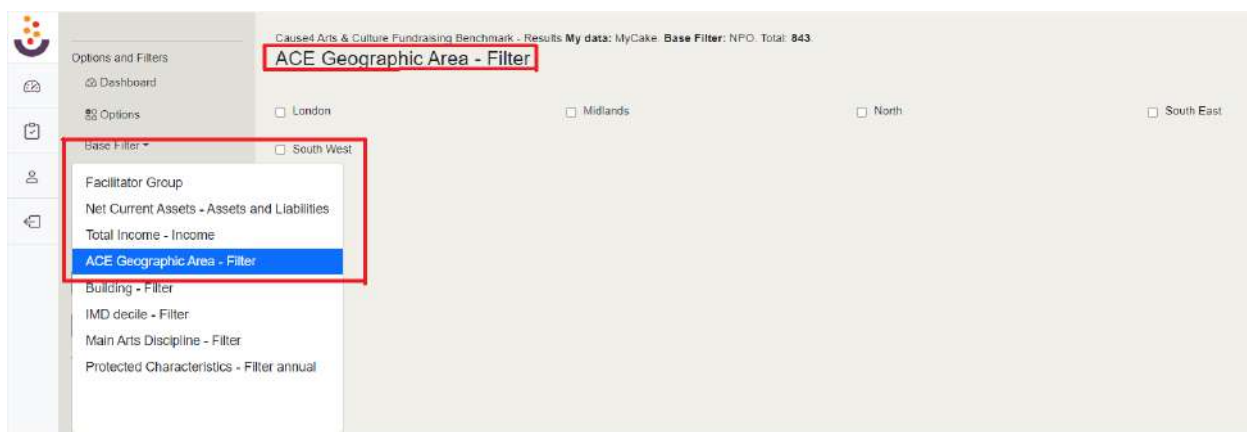 Cause4 Arts & Culture Fundraising Benchmark - Results My data: MyCake. Base Filter: NPO. Total: 843.
Options and Filters
ACE Geographic Area - Filter
Dashboard
Options
London
Midlands
North
South East
Base Filter
South West
Facilitator Group
Net Current Assets - Assets and Liabilities
Total Income - Income
ACE Geographic Area - Filter
Building - Filter
IMD decile - Filter
Main Arts Discipline - Filter
Protected Characteristics - Filter annual